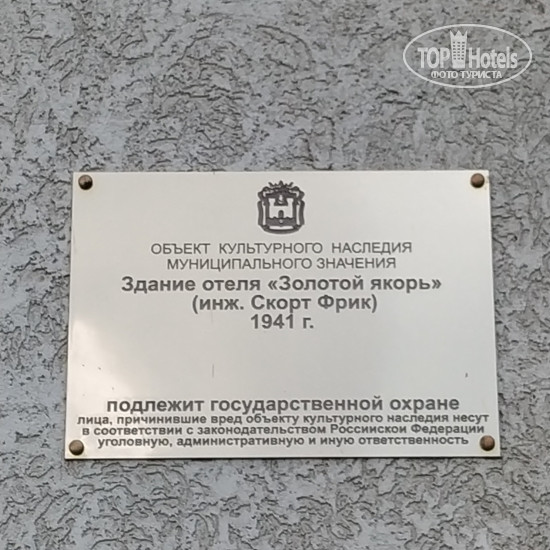 TOP Hotels
ФОТО ТУРИСТА
ОБЪЕКТ КУЛЬТУРНОГО НАСЛЕДИЯ
МУНИЦИПАЛЬНОГО ЗНАЧЕНИЯ
Здание отеля «Золотой якорь»
(инж. Скорт Фрик)
1941 г.
подлежит государственной охране
лица, причинившие вред объекту культурного наследия несут
в соответствии с законодательством Российской Федерации
уголовную, административную и иную ответственность